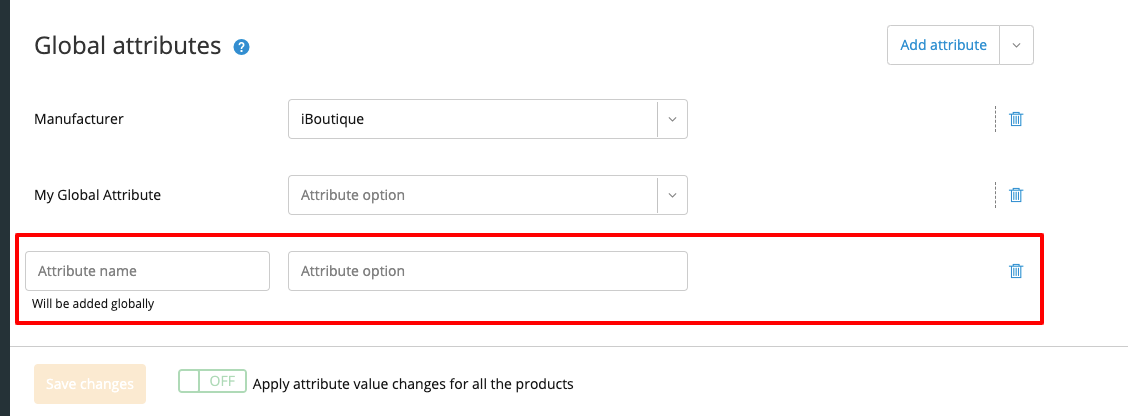 Global attributes ?
Add attribute
Manufacturer
iBoutique
My Global Attribute
Attribute option
Attribute name
Attribute option
Will be added globally
Save changes
OFF
Apply attribute value changes for all the products